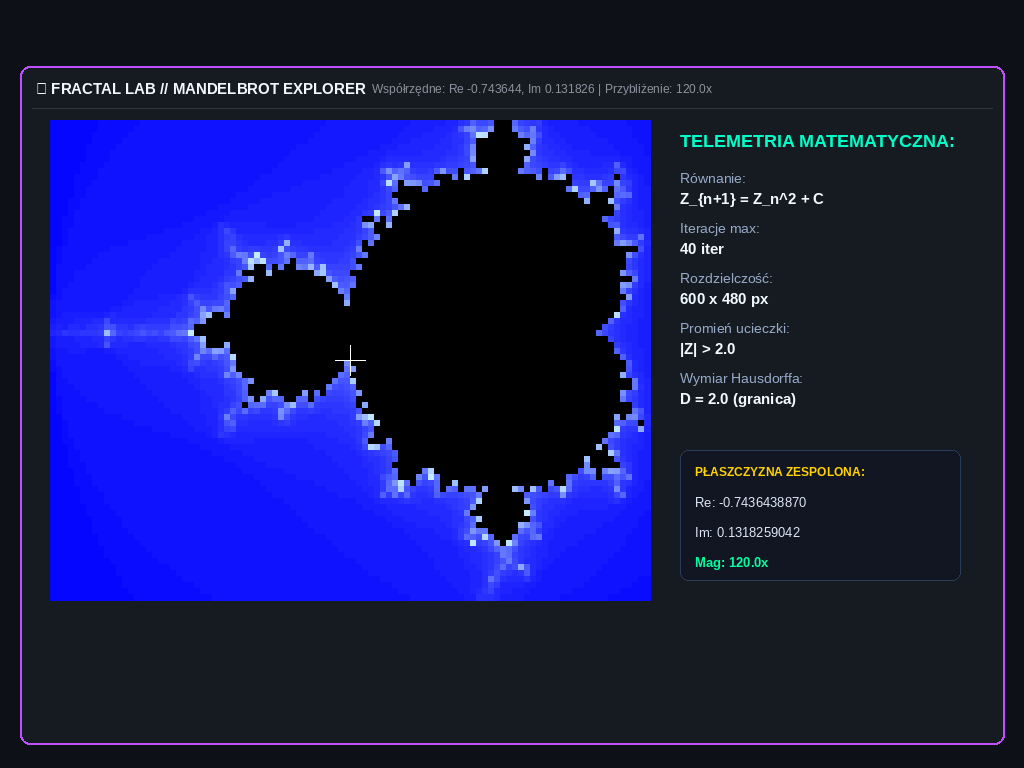 FRACTAL LAB // MANDELBROT EXPLORER Współrzędne: Re -0.743644, Im 0.131826 | Przybliżenie: 120.0x
TELEMETRIA MATEMATYCZNA:
Równanie:
Z_{n+1} = Z_n^2 + C
Iteracje max:
40 iter
Rozdzielczość:
600 x 480 px
Promień ucieczki:
|Z| > 2.0
Wymiar Hausdorffa:
D = 2.0 (granica)
PŁASZCZYZNA ZESPOLONA:
Re: -0.7436438870
Im: 0.1318259042
Mag: 120.0x